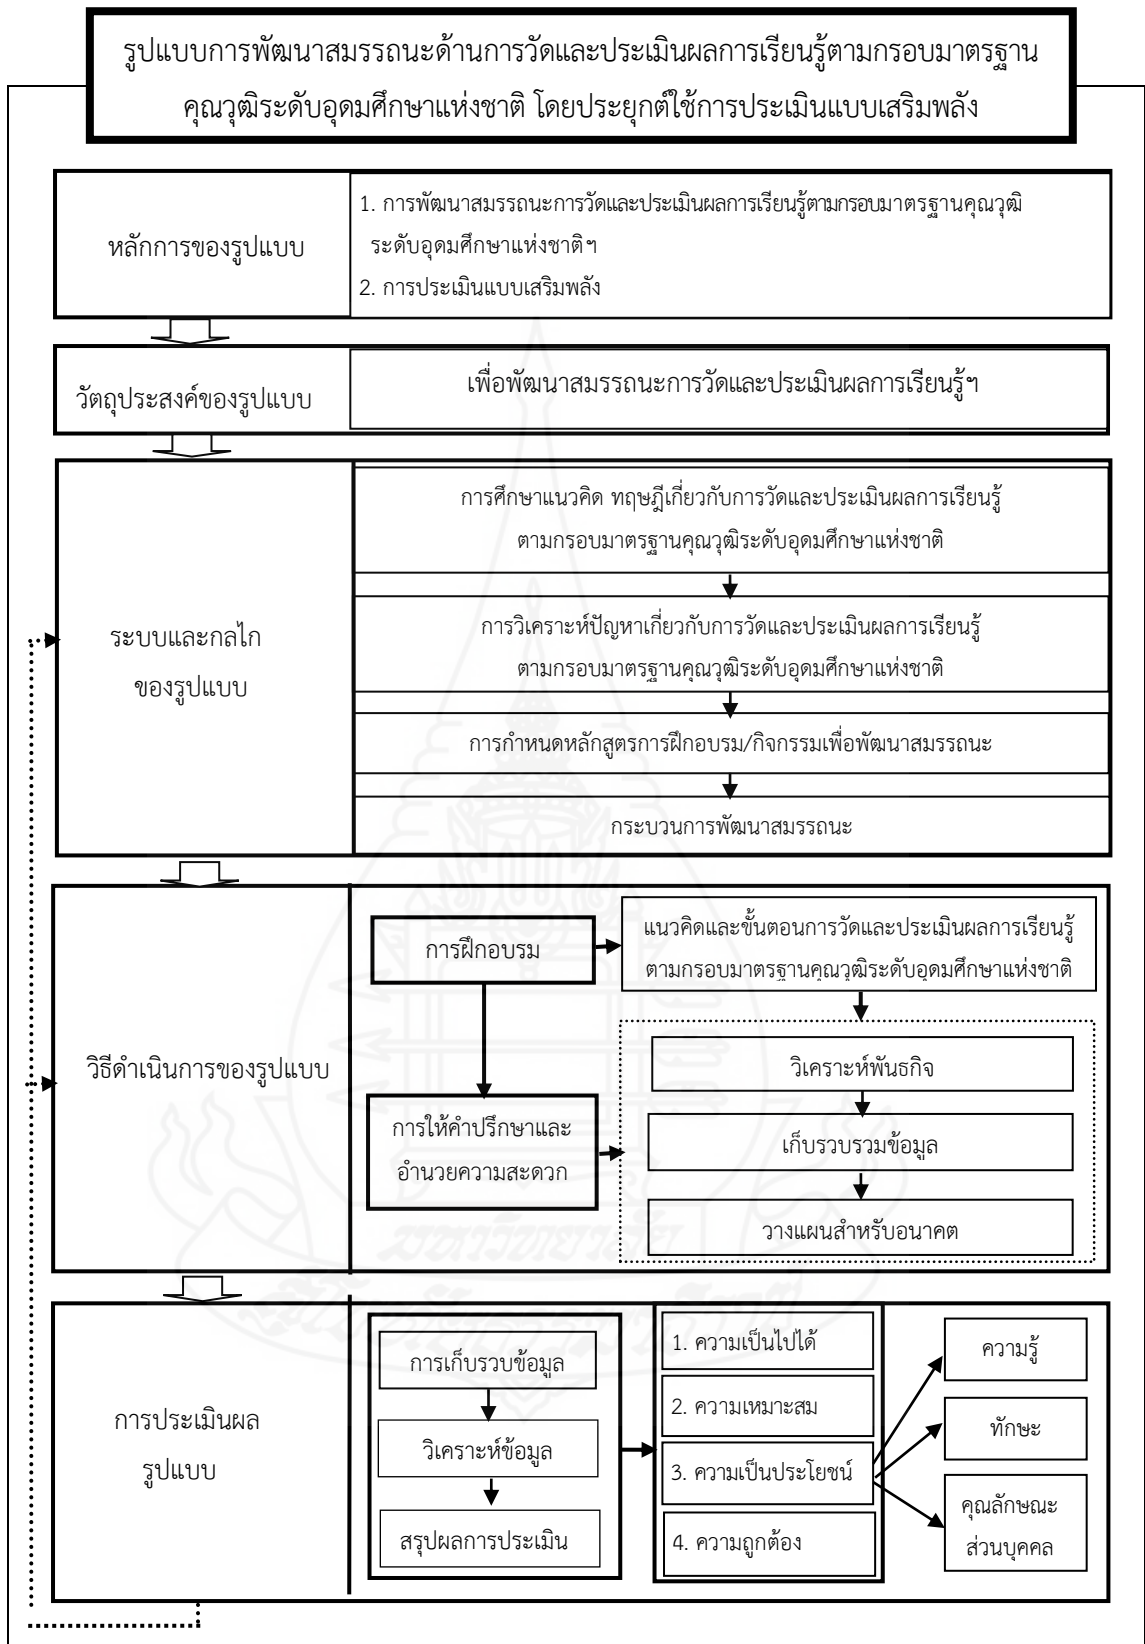 รูปแบบการพัฒนาสมรรถนะด้านการวัดและประเมินผลการเรียนรู้ตามกรอบมาตรฐาน
คุณวุฒิระดับอุดมศึกษาแห่งชาติ โดยประยุกต์ใช้การประเมินแบบเสริมพลัง
หลักการของรูปแบบ
1. การพัฒนาสมรรถนะการวัดและประเมินผลการเรียนรู้ตามกรอบมาตรฐานคุณวุฒิ
ระดับอุดมศึกษาแห่งชาติฯ
2. การประเมินแบบเสริมพลัง
วัตถุประสงค์ของรูปแบบ
เพื่อพัฒนาสมรรถนะการวัดและประเมินผลการเรียนรู้ฯ
ระบบและกลไก
ของรูปแบบ
การศึกษาแนวคิด ทฤษฎีเกี่ยวกับการวัดและประเมินผลการเรียนรู้
ตามกรอบมาตรฐานคุณวุฒิระดับอุดมศึกษาแห่งชาติ
การวิเคราะห์ปัญหาเกี่ยวกับการวัดและประเมินผลการเรียนรู้
ตามกรอบมาตรฐานคุณวุฒิระดับอุดมศึกษาแห่งชาติ
การกำหนดหลักสูตรการฝึกอบรม/กิจกรรมเพื่อพัฒนาสมรรถนะ
กระบวนการพัฒนาสมรรถนะ
วิธีดำเนินการของรูปแบบ
การฝึกอบรม
แนวคิดและขั้นตอนการวัดและประเมินผลการเรียนรู้
ตามกรอบมาตรฐานคุณวุฒิระดับอุดมศึกษาแห่งชาติ
การให้คำปรึกษาและ
อำนวยความสะดวก
วิเคราะห์พันธกิจ
เก็บรวบรวมข้อมูล
วางแผนสำหรับอนาคต
มหาวิทยาลัย
สุโขทัยธรรมาธิราช
การประเมินผล
รูปแบบ
การเก็บรวบข้อมูล
วิเคราะห์ข้อมูล
สรุปผลการประเมิน
1. ความเป็นไปได้
2. ความเหมาะสม
3. ความเป็นประโยชน์
4. ความถูกต้อง
ความรู้
ทักษะ
คุณลักษณะ
ส่วนบุคคล